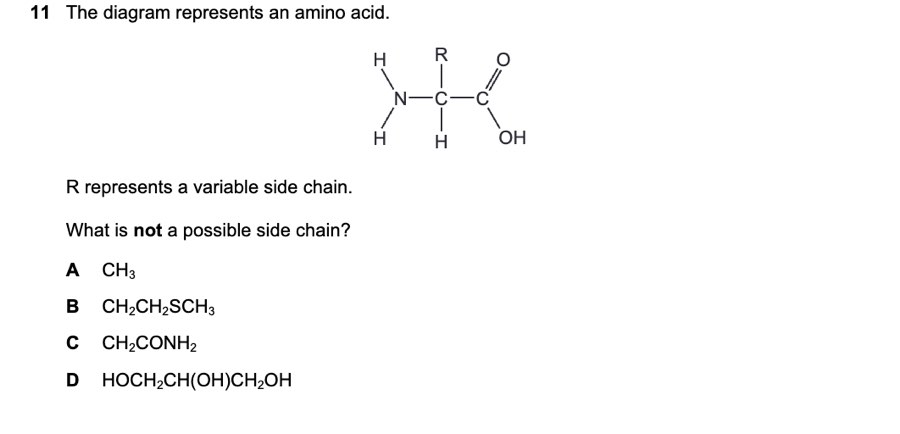 11 The diagram represents an amino acid.
H R O
N C C
H H OH
R represents a variable side chain.
What is not a possible side chain?
A CH₃
B CH₂CH₂SCH₃
C CH₂CONH₂
D HOCH₂CH(OH)CH₂OH